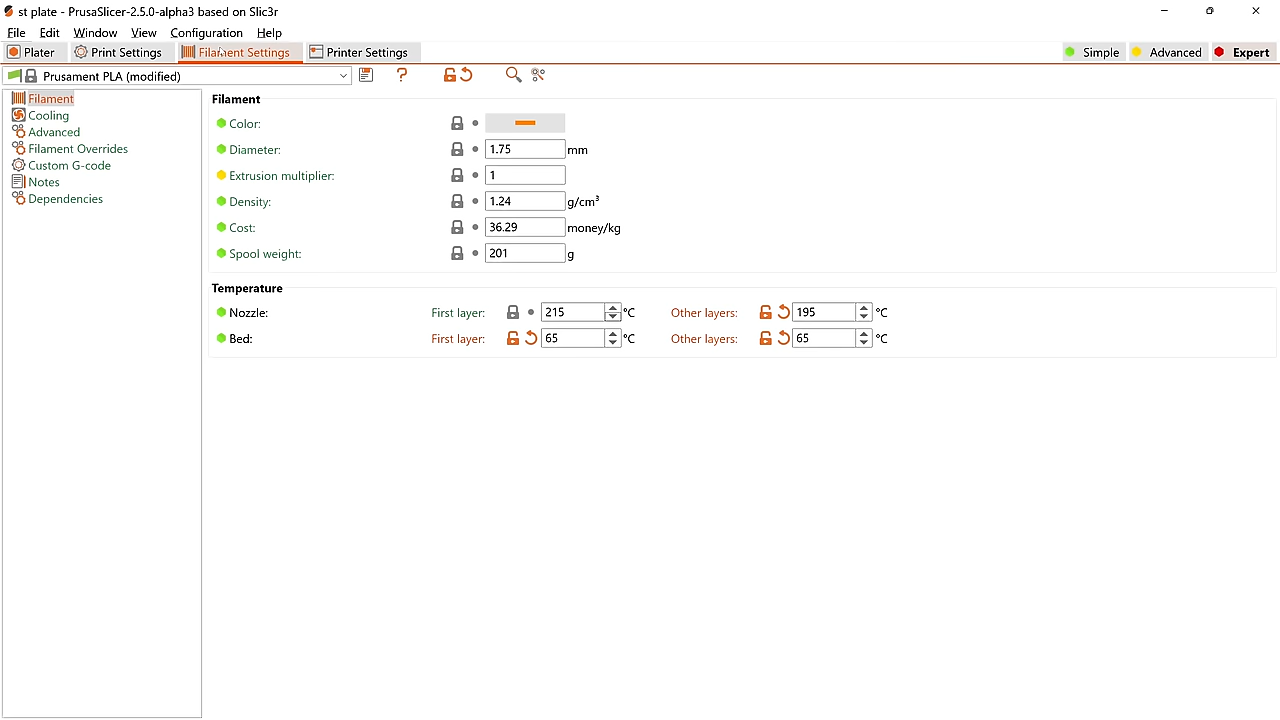 st plate - PrusaSlicer-2.5.0-alpha3 based on Slic3r
File Edit Window View Configuration Help
Plater Print Settings Filament Settings Printer Settings Simple Advanced Expert
Prusament PLA (modified) ?
Filament
Cooling
Advanced
Filament Overrides
Custom G-code
Notes
Dependencies
Filament
Color:
Diameter: 1.75 mm
Extrusion multiplier: 1
Density: 1.24 g/cm³
Cost: 36.29 money/kg
Spool weight: 201 g
Temperature
Nozzle: First layer: 215 °C Other layers: 195 °C
Bed: First layer: 65 °C Other layers: 65 °C